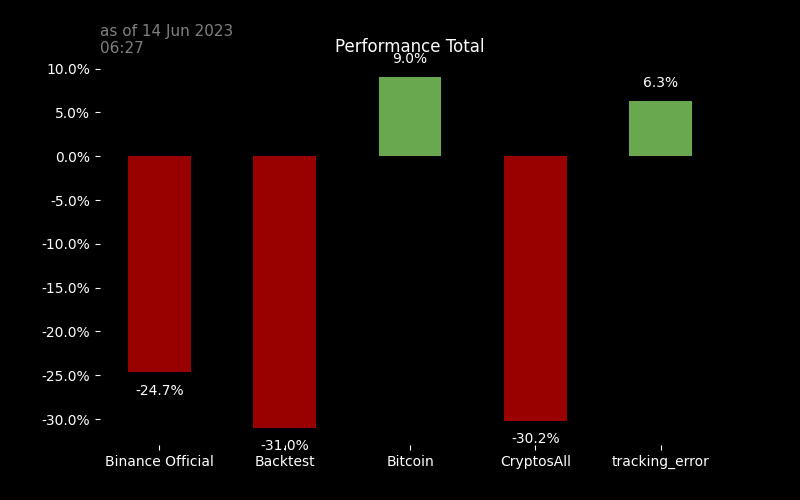 as of 14 Jun 2023
06:27
Performance Total
10.0%
5.0%
0.0%
-5.0%
-10.0%
-15.0%
-20.0%
-25.0%
-30.0%
9.0%
6.3%
-24.7%
-31.0%
-30.2%
Binance Official
Backtest
Bitcoin
CryptosAll
tracking_error